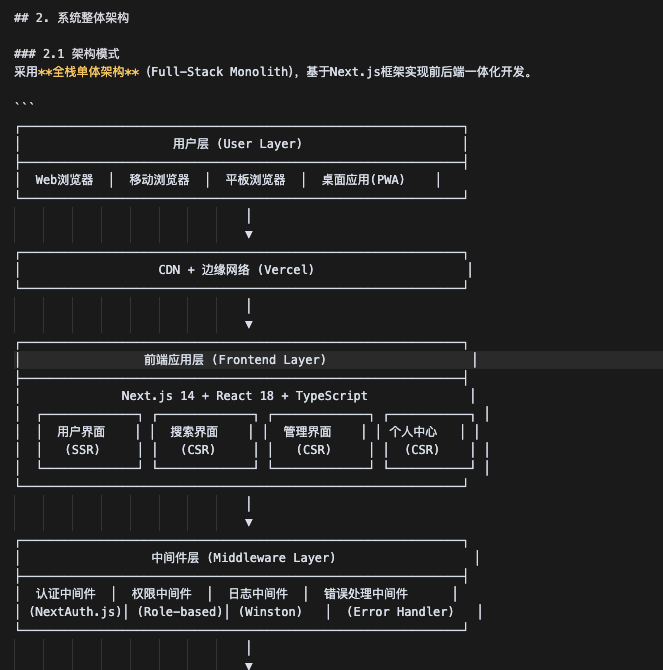 ## 2. 系统整体架构
### 2.1 架构模式
采用**全栈单体架构** (Full-Stack Monolith)，基于Next.js框架实现前后端一体化开发。
```
用户层 (User Layer)
Web浏览器 │ 移动浏览器 │ 平板浏览器 │ 桌面应用(PWA) │
▼
CDN + 边缘网络 (Vercel)
▼
前端应用层 (Frontend Layer)
Next.js 14 + React 18 + TypeScript
用户界面 │ │ 搜索界面 │ │ 管理界面 │ │ 个人中心 │ │
(SSR) │ │ (CSR) │ │ (CSR) │ │ (CSR) │ │
▼
中间件层 (Middleware Layer)
认证中间件 │ 权限中间件 │ 日志中间件 │ 错误处理中间件 │
(NextAuth.js)│ (Role-based)│ (Winston) │ (Error Handler) │
▼